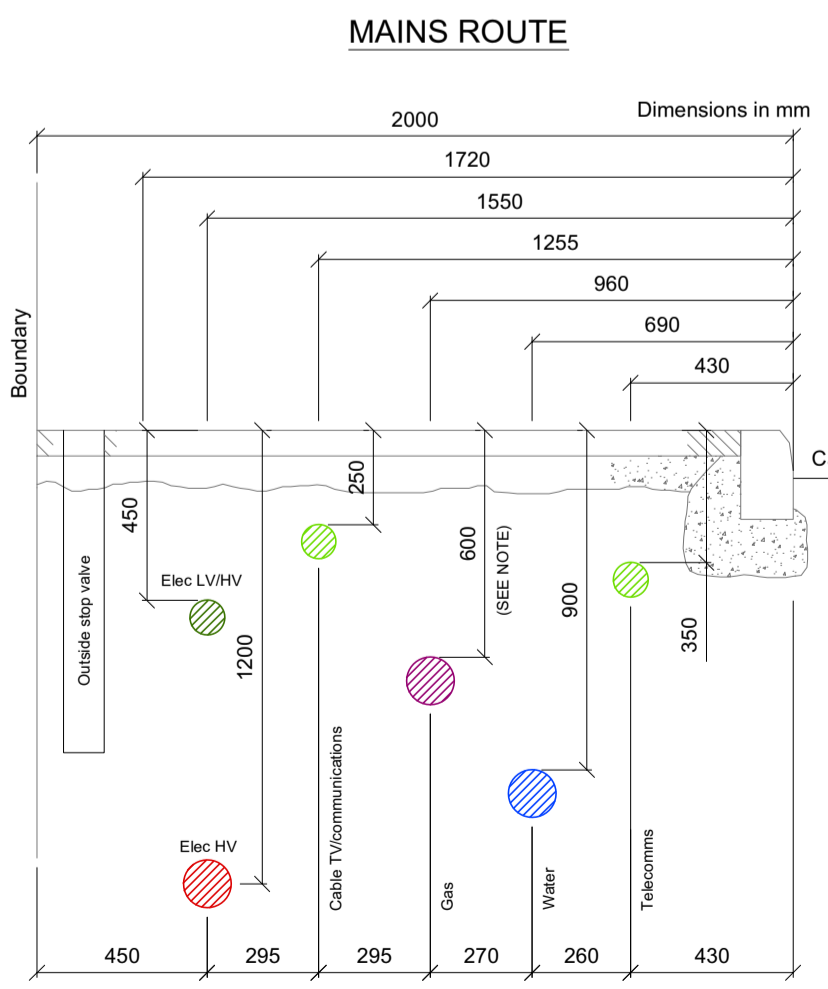 MAINS ROUTE
Dimensions in mm
2000
1720
1550
1255
960
690
430
Boundary
C
450
1200
250
600
(SEE NOTE)
900
350
Outside stop valve
Elec LV/HV
Elec HV
Cable TV/communications
Gas
Water
Telecomms
450
295
295
270
260
430